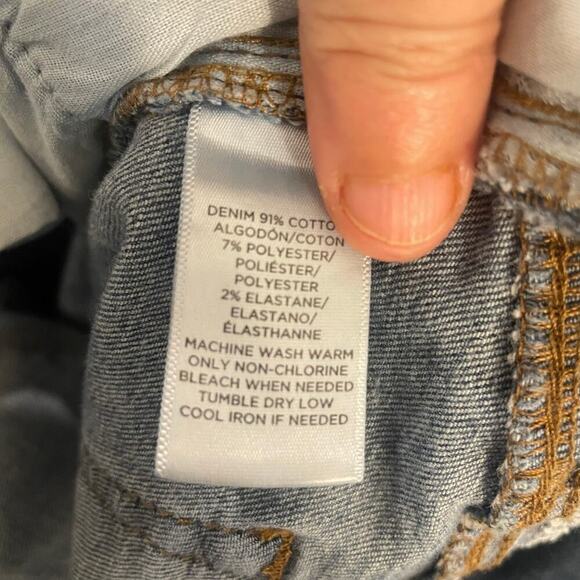 DENIM 91% COTTO
ALGODÓN/COTON
7% POLYESTER/
POLIÉSTER/
POLYESTER
2% ELASTANE/
ELASTANO/
ÉLASTHANNE
MACHINE WASH WARM
ONLY NON-CHLORINE
BLEACH WHEN NEEDED
TUMBLE DRY LOW
COOL IRON IF NEEDED